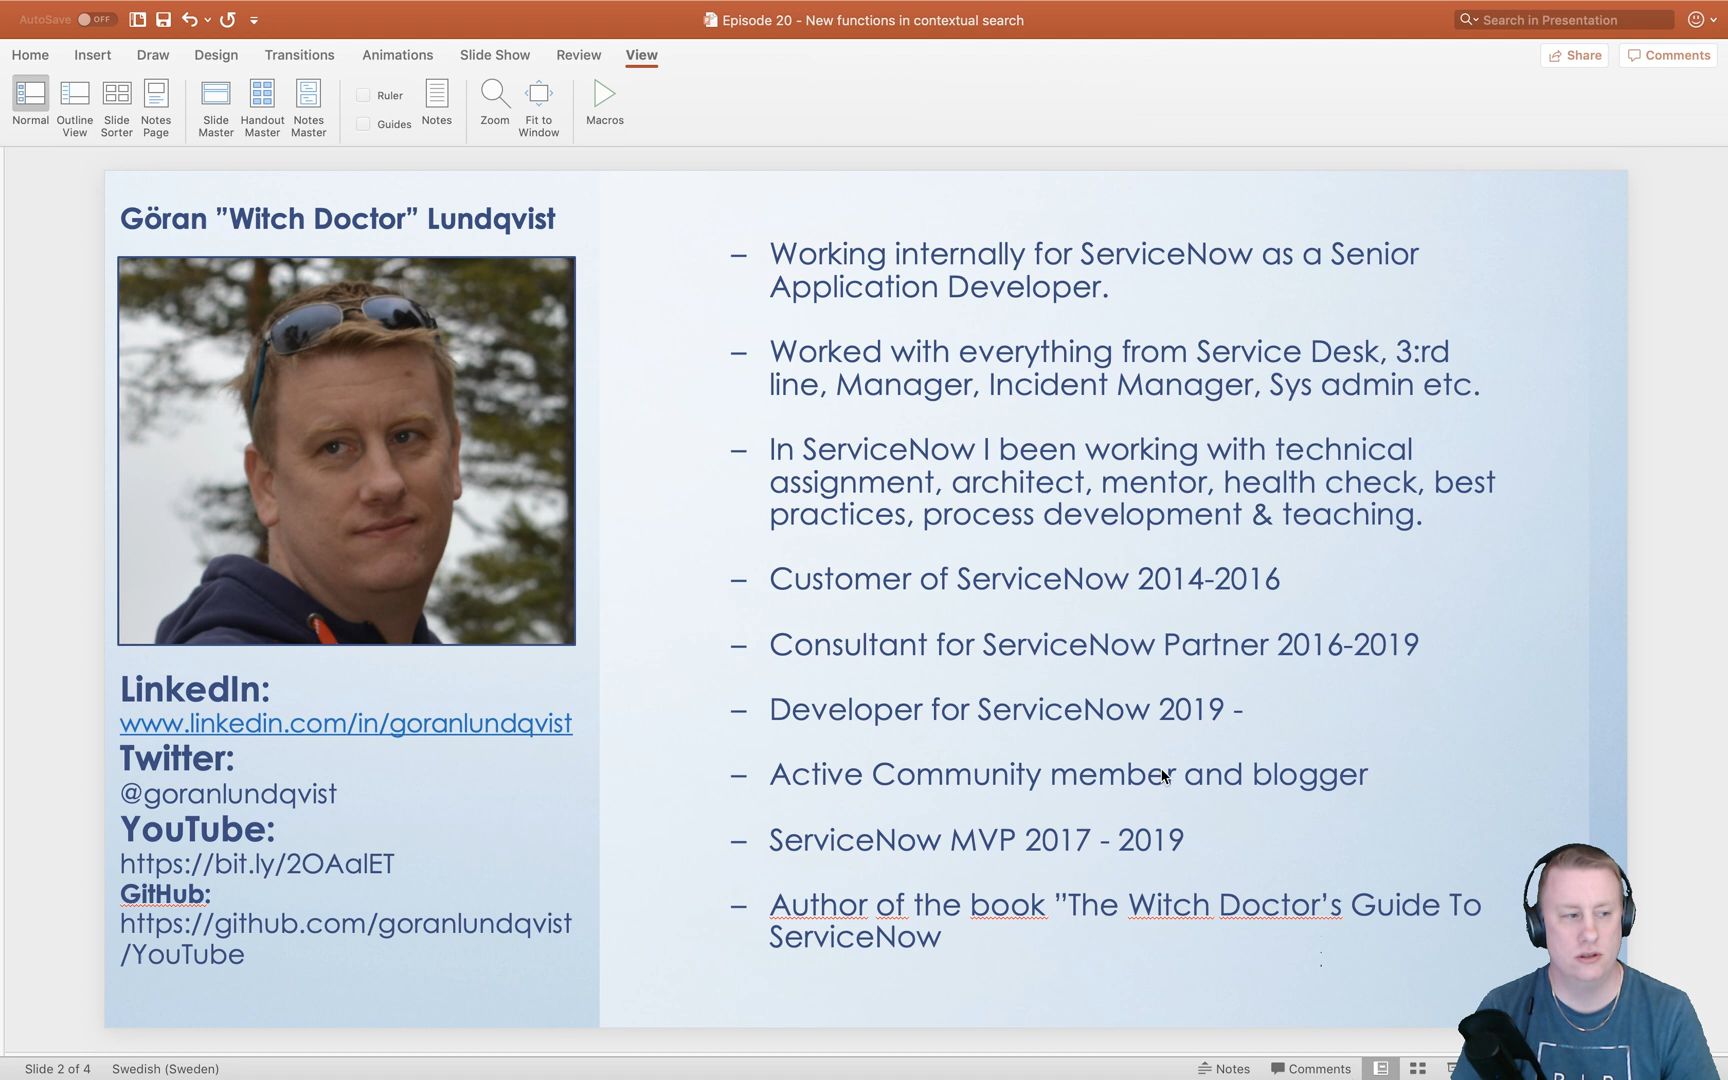 AutoSave OFF
Episode 20 - New functions in contextual search
Search in Presentation
Home Insert Draw Design Transitions Animations Slide Show Review View
Share Comments
Normal
Outline View
Slide Sorter
Notes Page
Slide Master
Handout Master
Notes Master
Ruler
Guides
Notes
Zoom
Fit to Window
Macros
Göran ”Witch Doctor” Lundqvist
LinkedIn:
www.linkedin.com/in/goranlundqvist
Twitter:
@goranlundqvist
YouTube:
https://bit.ly/2OAalET
GitHub:
https://github.com/goranlundqvist
/YouTube
– Working internally for ServiceNow as a Senior
Application Developer.
– Worked with everything from Service Desk, 3:rd
line, Manager, Incident Manager, Sys admin etc.
– In ServiceNow I been working with technical
assignment, architect, mentor, health check, best
practices, process development & teaching.
– Customer of ServiceNow 2014-2016
– Consultant for ServiceNow Partner 2016-2019
– Developer for ServiceNow 2019 -
– Active Community member and blogger
– ServiceNow MVP 2017 - 2019
– Author of the book ”The Witch Doctor’s Guide To
ServiceNow
Slide 2 of 4 Swedish (Sweden)
Notes Comments